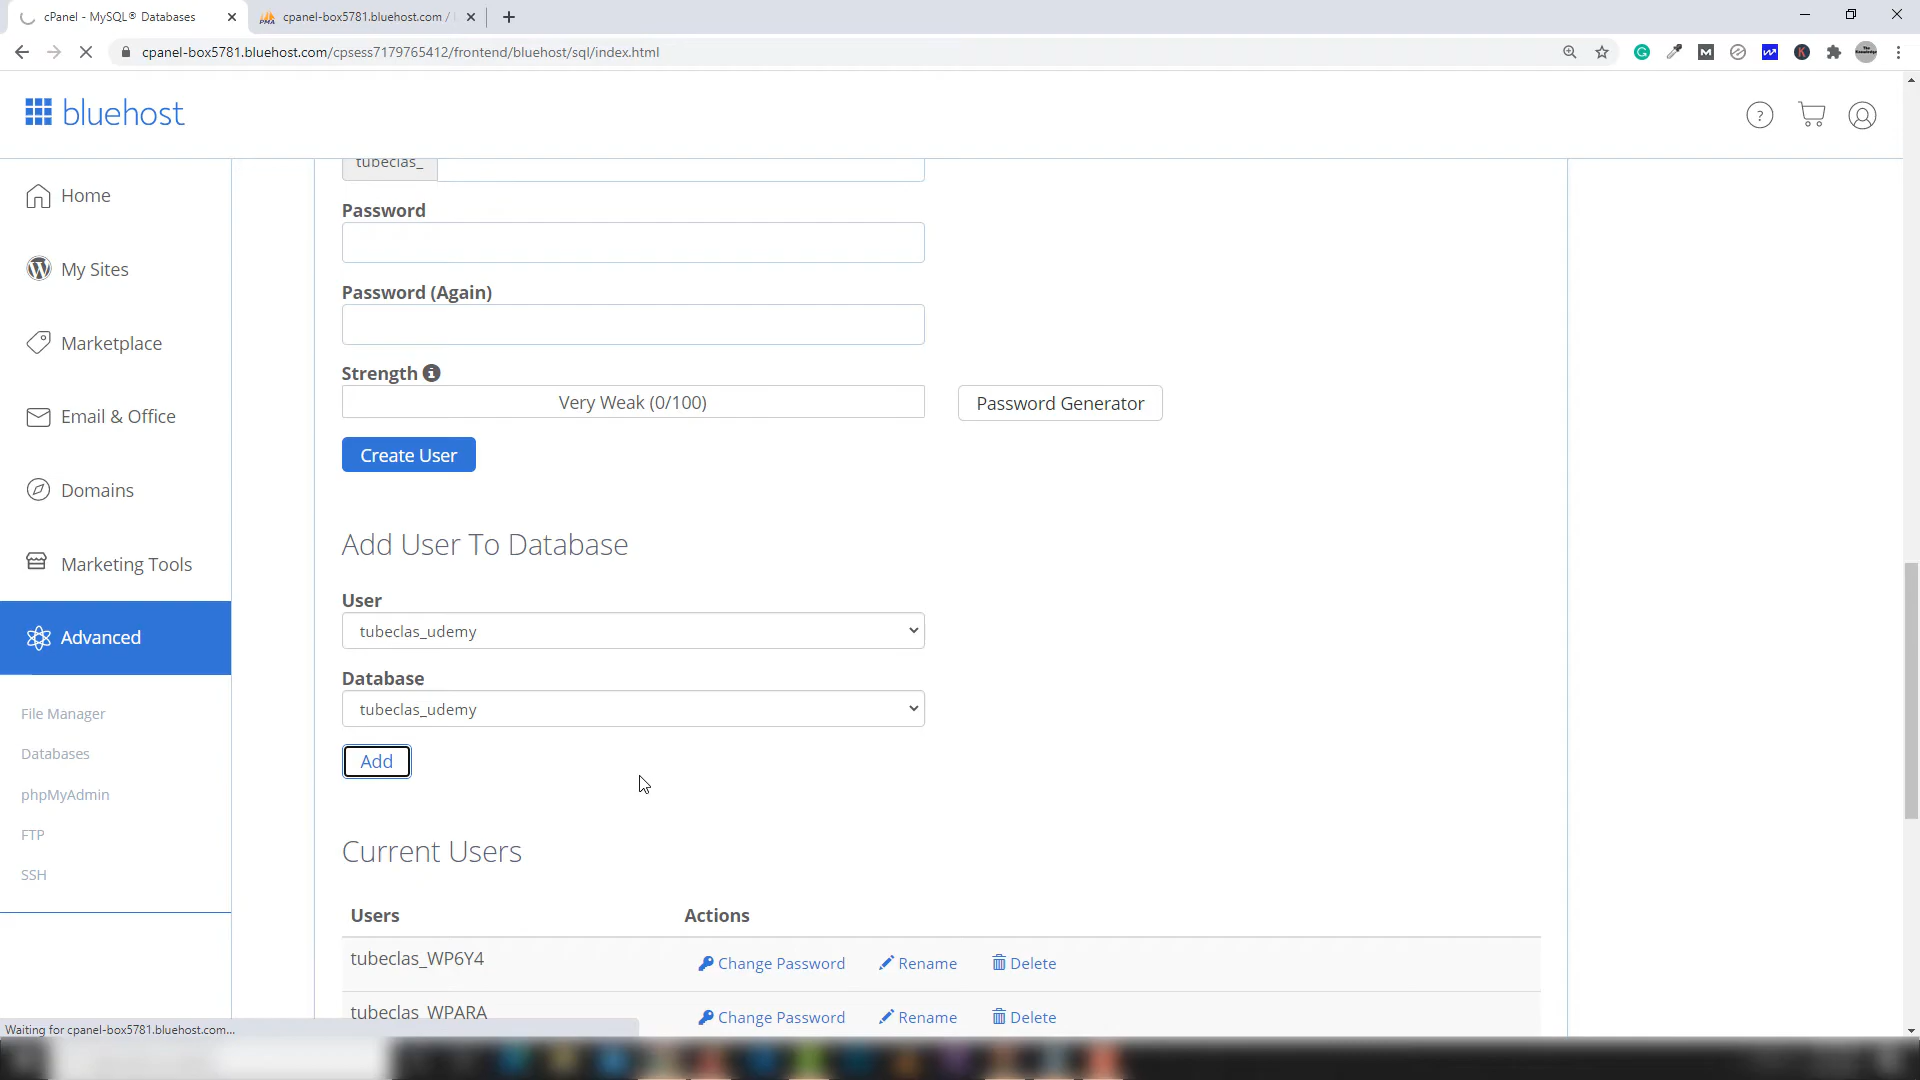 cPanel - MySQL® Databases
cpanel-box5781.bluehost.com /
cpanel-box5781.bluehost.com/cpsess7179765412/frontend/bluehost/sql/index.html
bluehost
Home
My Sites
Marketplace
Email & Office
Domains
Marketing Tools
Advanced
File Manager
Databases
phpMyAdmin
FTP
SSH
tubeclas_
Password
Password (Again)
Strength
Very Weak (0/100)
Password Generator
Create User
Add User To Database
User
tubeclas_udemy
Database
tubeclas_udemy
Add
Current Users
Users Actions
tubeclas_WP6Y4 Change Password Rename Delete
tubeclas_WPARA Change Password Rename Delete
Waiting for cpanel-box5781.bluehost.com...